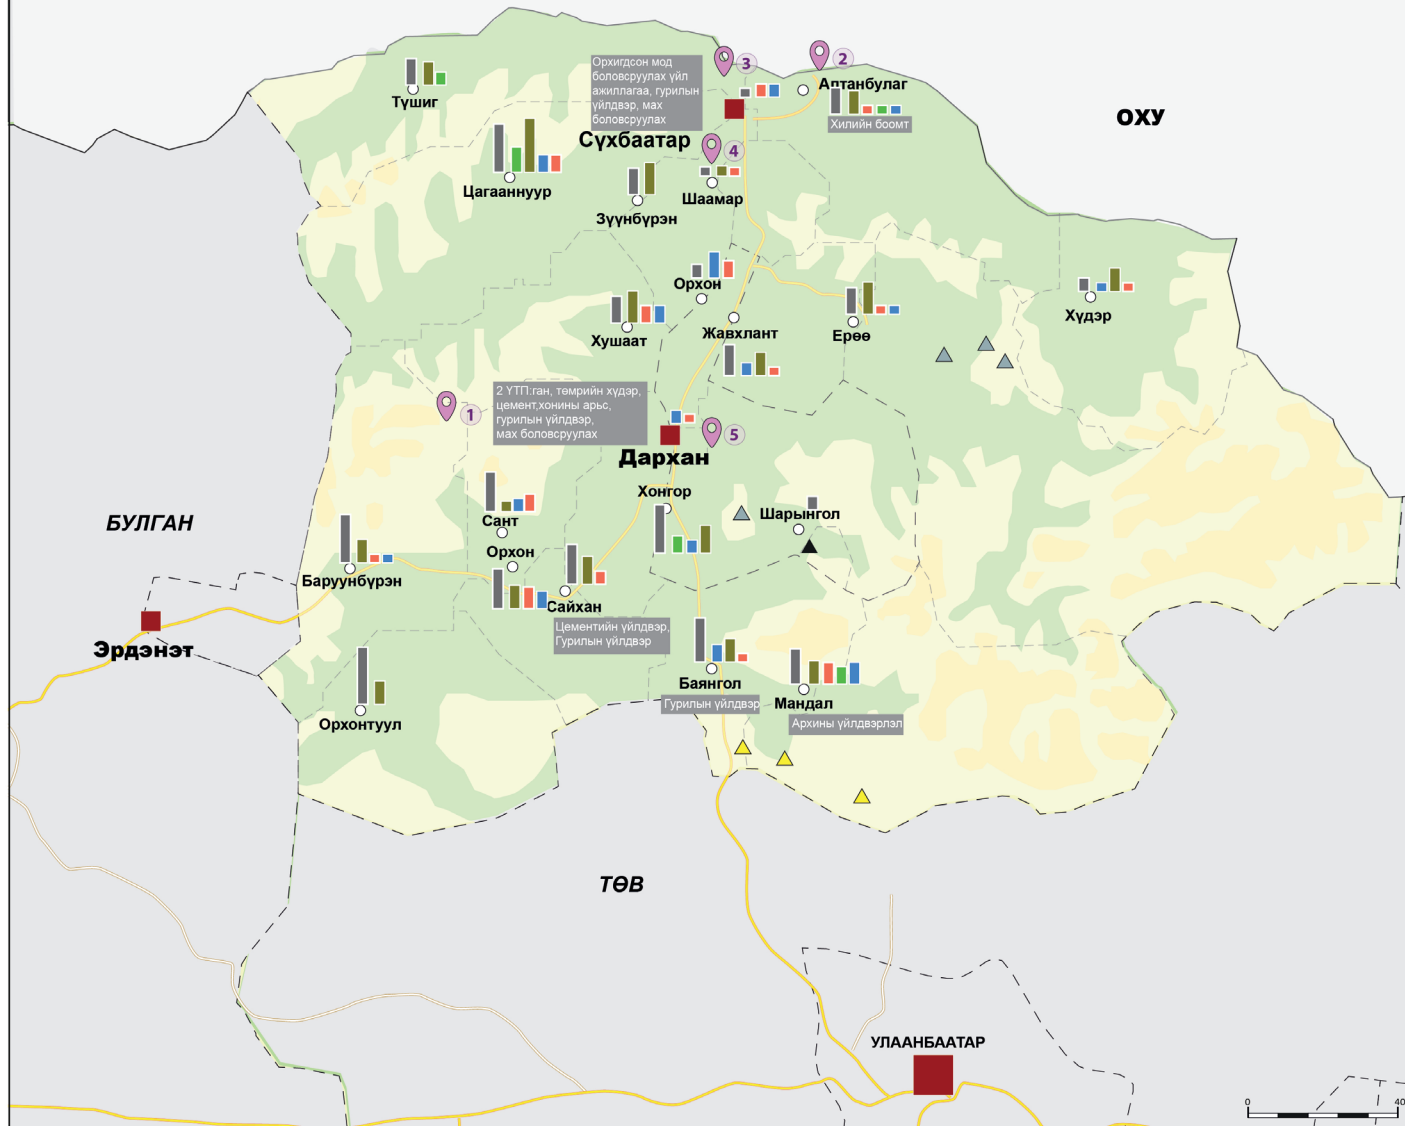 Орхигдсон мод
боловсруулах үйл
ажиллагаа, гурилын
үйлдвэр, мах
боловсруулах
3
2
Түшиг
Алтанбулаг
Хилийн боомт
ОХУ
Сүхбаатар
4
Цагааннуур
Шаамар
Зүүнбүрэн
Орхон
Хүдэр
Хушаат
Жавхлант
Ерөө
2 ҮТП:ган, төмрийн хүдэр,
цемент,хонины арьс,
гурилын үйлдвэр,
мах боловсруулах
1
5
Дархан
Хонгор
Шарынгол
БУЛГАН
Сант
Орхон
Баруунбүрэн
Сайхан
Цементийн үйлдвэр,
Гурилын үйлдвэр
Эрдэнэт
Баянгол
Гурилын үйлдвэр
Мандал
Архины үйлдвэрлэл
Орхонтуул
ТӨВ
УЛААНБААТАР
0
40